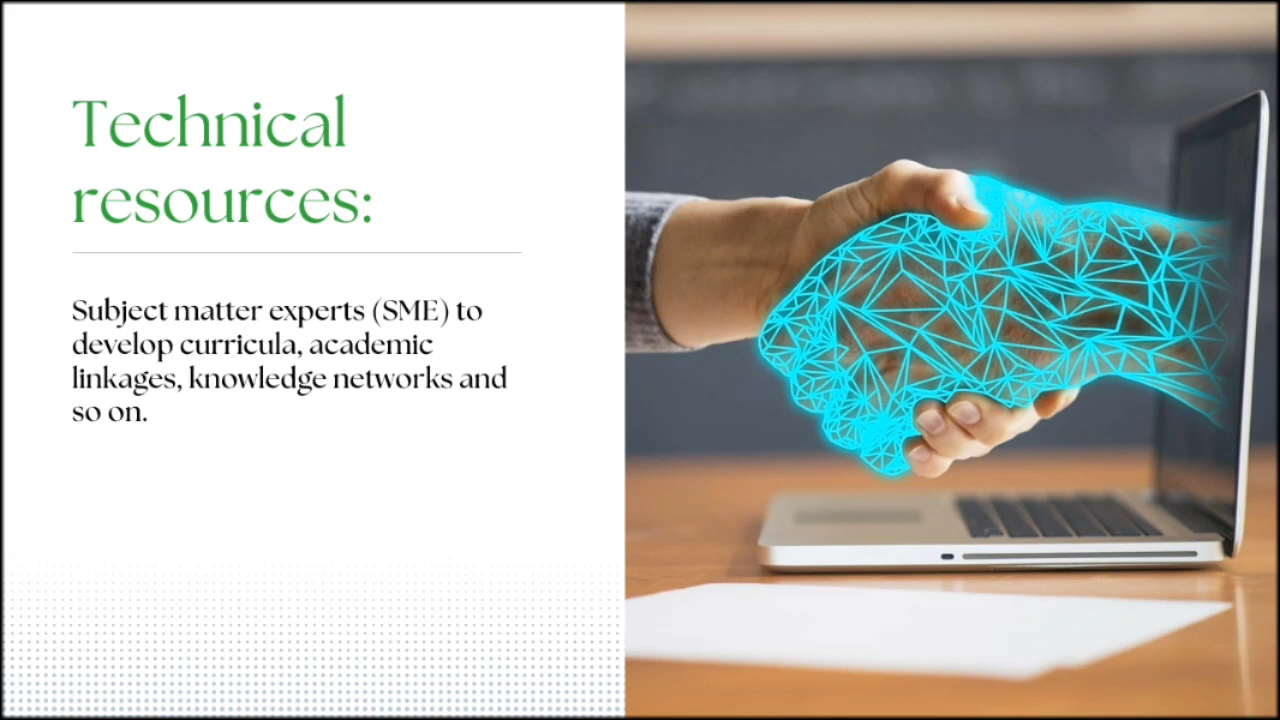 Technical
resources:
Subject matter experts (SME) to
develop curricula, academic
linkages, knowledge networks and
so on.